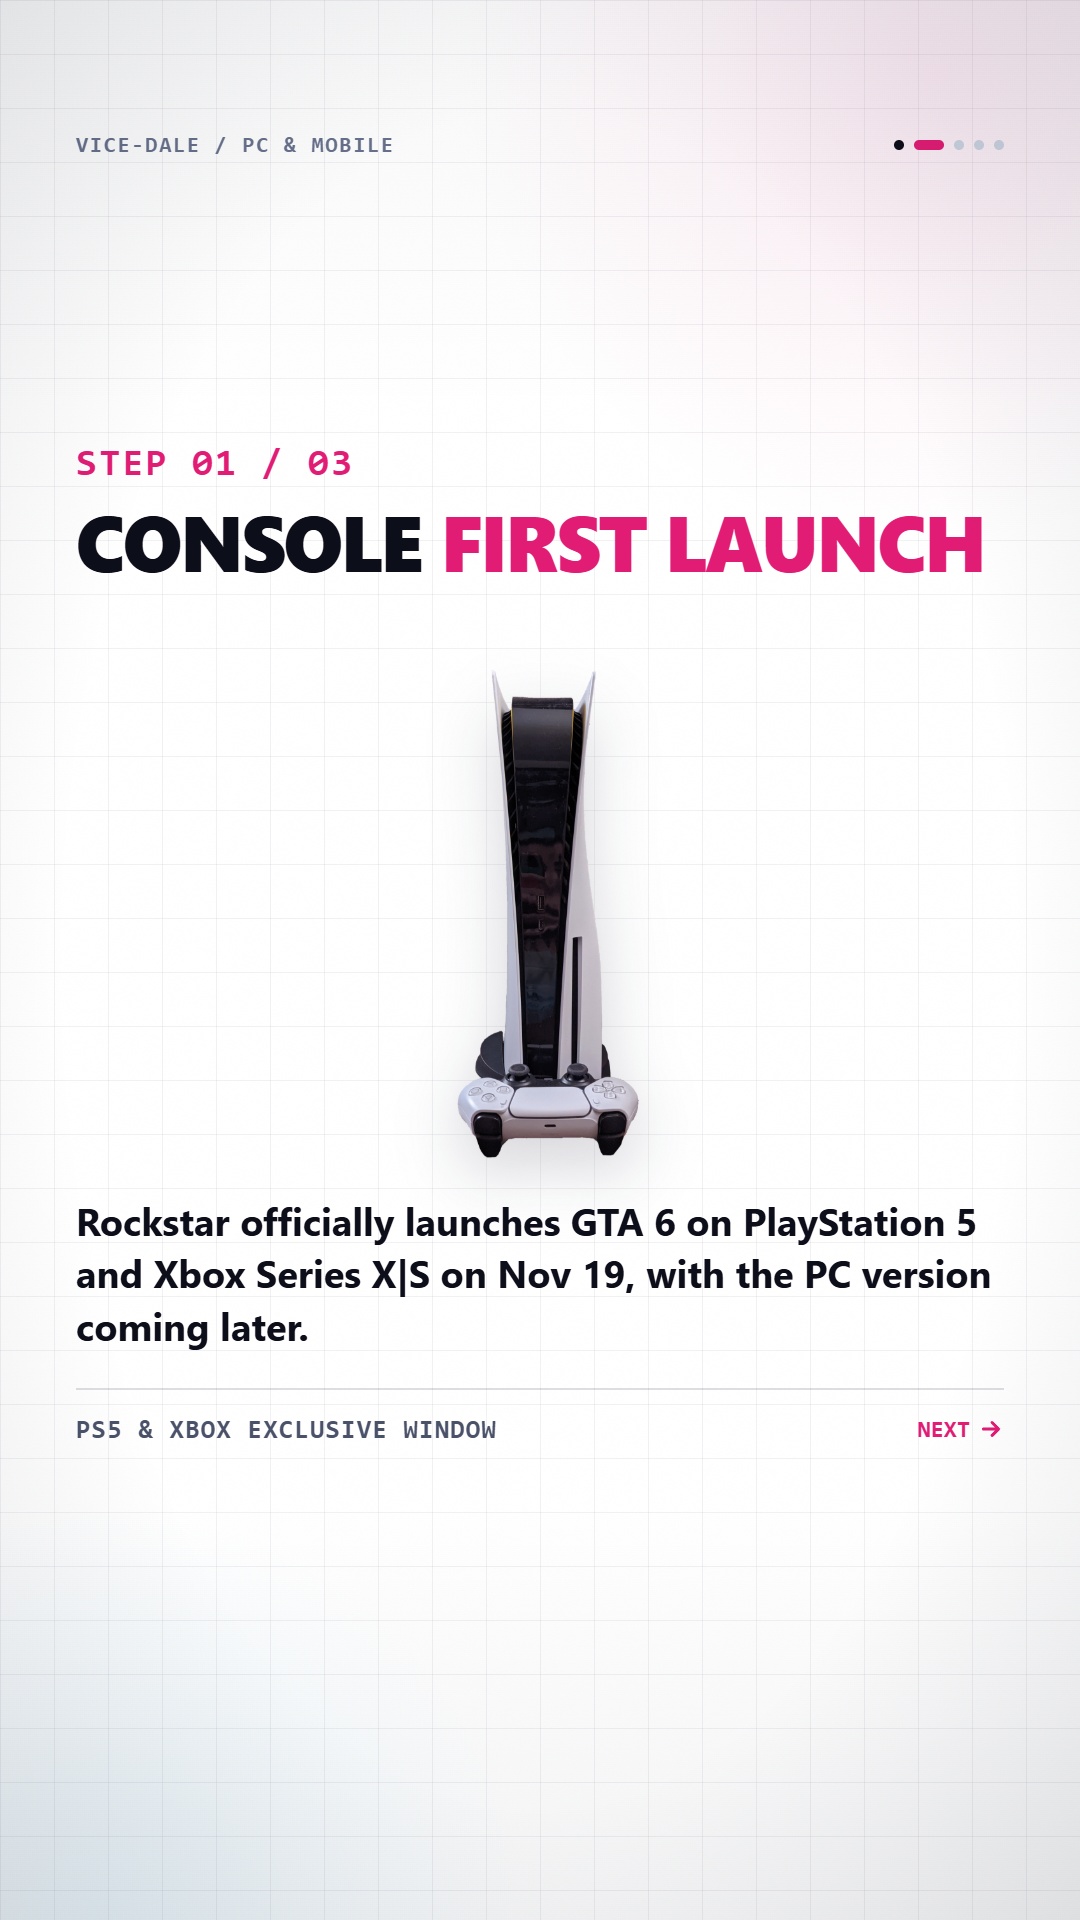 VICE-DALE / PC & MOBILE
STEP 01 / 03
CONSOLE FIRST LAUNCH
Rockstar officially launches GTA 6 on PlayStation 5
and Xbox Series X|S on Nov 19, with the PC version
coming later.
PS5 & XBOX EXCLUSIVE WINDOW
NEXT →